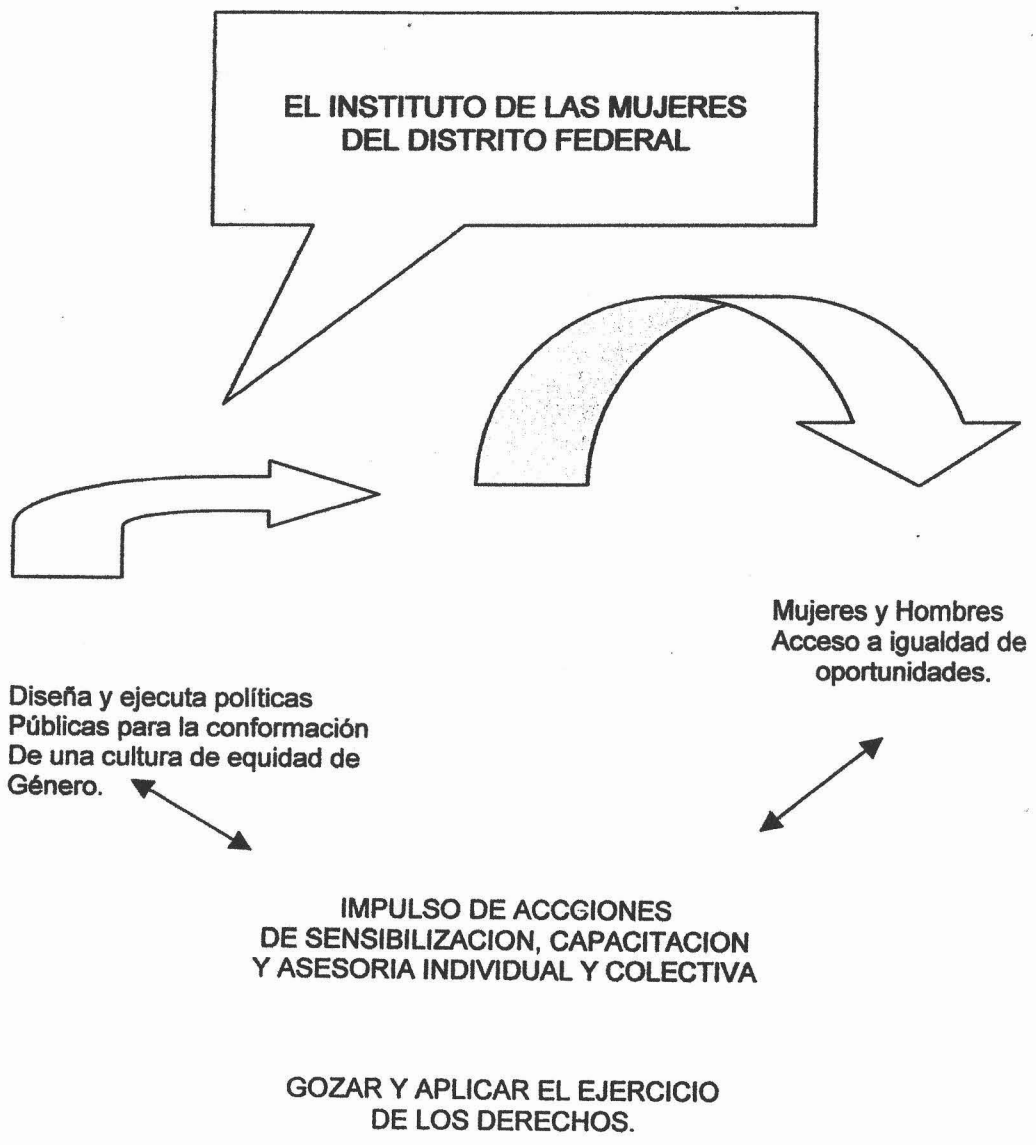 EL INSTITUTO DE LAS MUJERES
DEL DISTRITO FEDERAL
Mujeres y Hombres
Acceso a igualdad de
oportunidades.
Diseña y ejecuta políticas
Públicas para la conformación
De una cultura de equidad de
Género.
IMPULSO DE ACCGIONES
DE SENSIBILIZACION, CAPACITACION
Y ASESORIA INDIVIDUAL Y COLECTIVA
GOZAR Y APLICAR EL EJERCICIO
DE LOS DERECHOS.